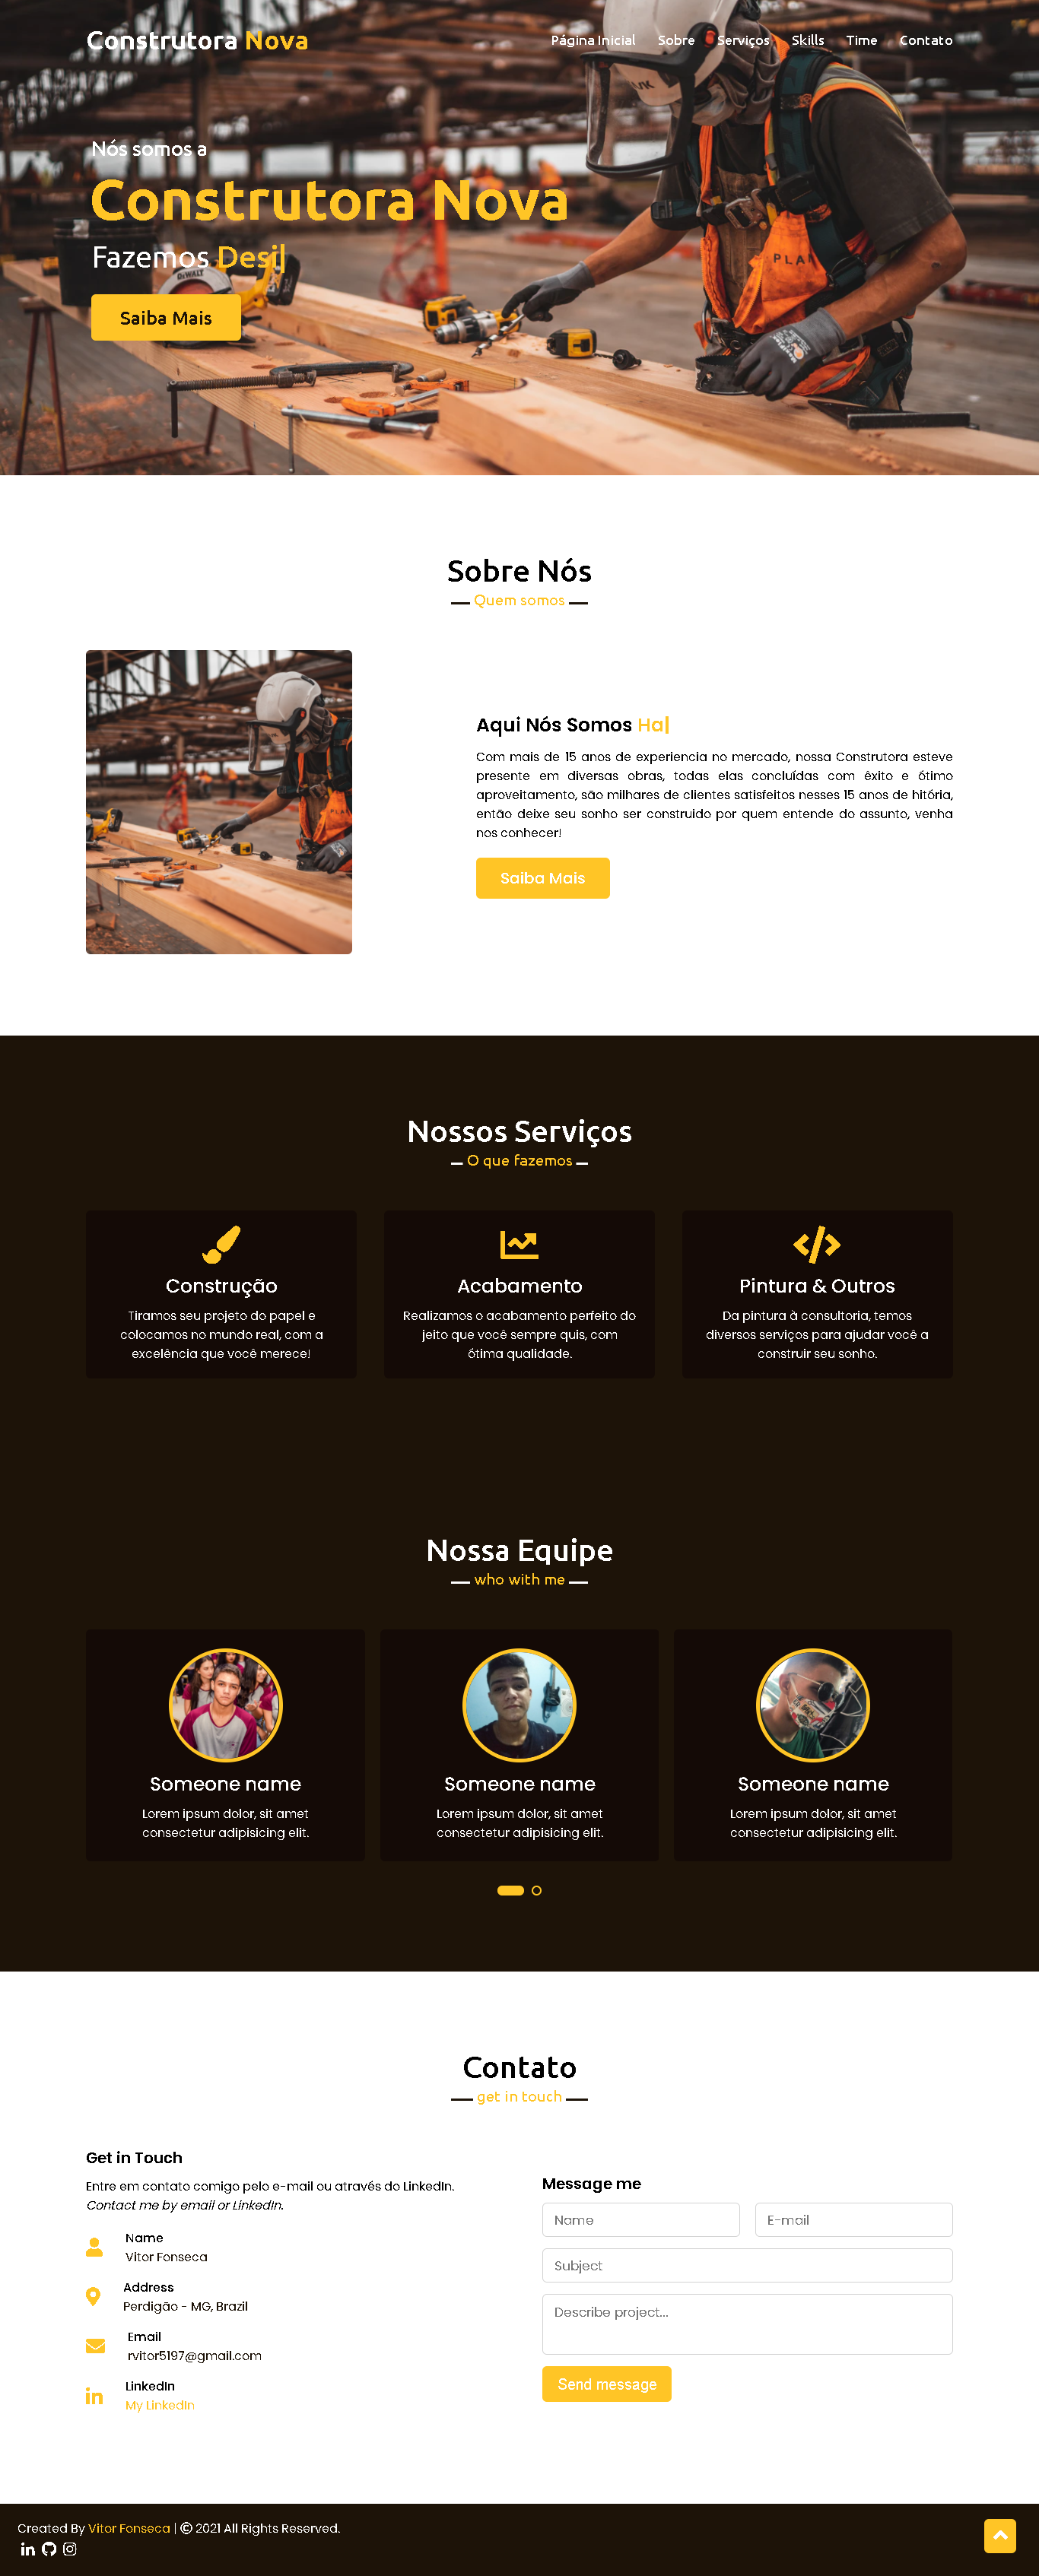 Construtora Nova
Página Inicial Sobre Serviços Skills Time Contato
Nós somos a
Construtora Nova
Fazemos Desi|
DEWALT
Saiba Mais
PLAN
Sobre Nós
Quem somos
Aqui Nós Somos Ha|
Com mais de 15 anos de experiencia no mercado, nossa Construtora esteve
presente em diversas obras, todas elas concluídas com êxito e ótimo
aproveitamento, são milhares de clientes satisfeitos nesses 15 anos de hitória,
então deixe seu sonho ser construido por quem entende do assunto, venha
nos conhecer!
Saiba Mais
Nossos Serviços
O que fazemos
Construção
Tiramos seu projeto do papel e
colocamos no mundo real, com a
excelência que você merece!
Acabamento
Realizamos o acabamento perfeito do
jeito que você sempre quis, com
ótima qualidade.
Pintura & Outros
Da pintura à consultoria, temos
diversos serviços para ajudar você a
construir seu sonho.
Nossa Equipe
who with me
Someone name
Lorem ipsum dolor, sit amet
consectetur adipisicing elit.
Someone name
Lorem ipsum dolor, sit amet
consectetur adipisicing elit.
Someone name
Lorem ipsum dolor, sit amet
consectetur adipisicing elit.
Contato
get in touch
Get in Touch
Entre em contato comigo pelo e-mail ou através do LinkedIn.
Contact me by email or LinkedIn.
Name
Vitor Fonseca
Address
Perdigão - MG, Brazil
Email
rvitor5197@gmail.com
LinkedIn
My LinkedIn
Message me
Name
E-mail
Subject
Describe project...
Send message
Created By Vitor Fonseca | © 2021 All Rights Reserved.